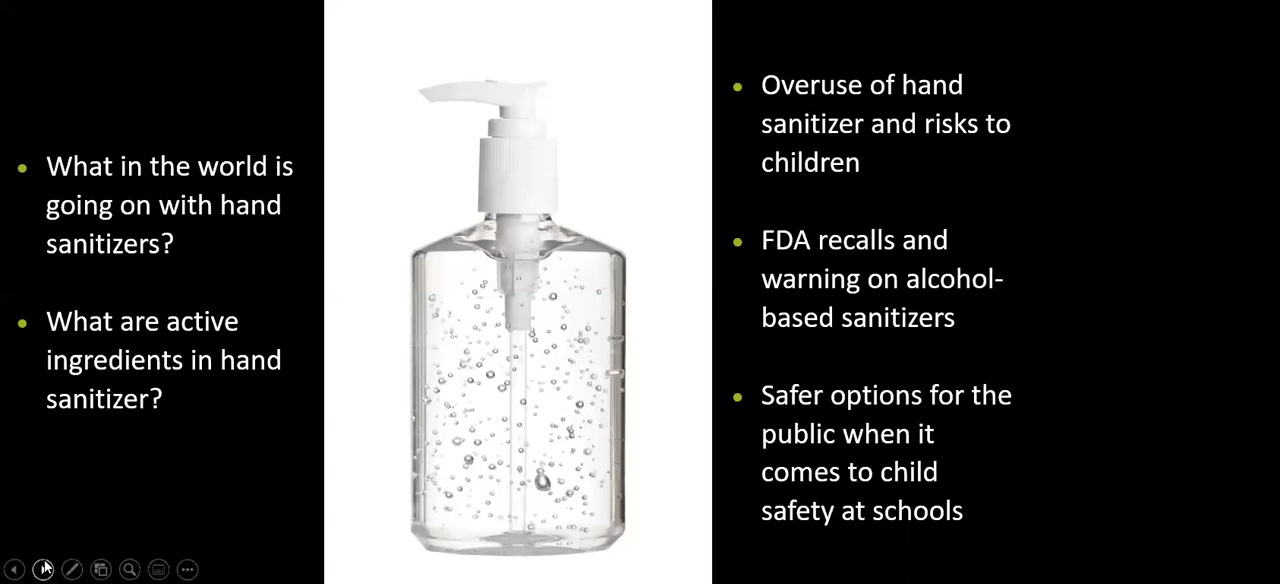 • What in the world is
going on with hand
sanitizers?
• What are active
ingredients in hand
sanitizer?
• Overuse of hand
sanitizer and risks to
children
• FDA recalls and
warning on alcohol-
based sanitizers
• Safer options for the
public when it
comes to child
safety at schools